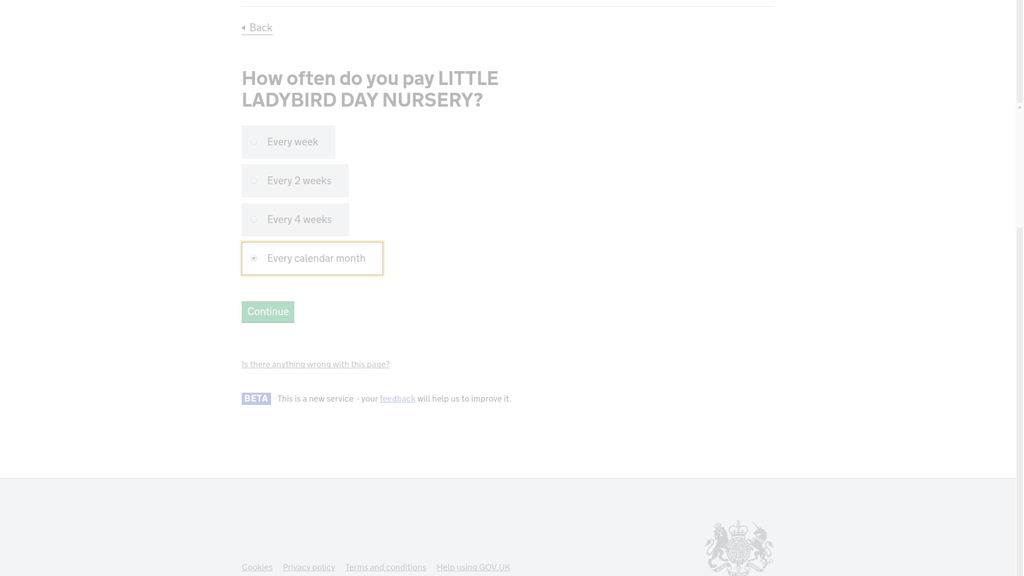 Back
How often do you pay LITTLE
LADYBIRD DAY NURSERY?
Every week
Every 2 weeks
Every 4 weeks
Every calendar month
Continue
Is there anything wrong with this page?
BETA This is a new service - your feedback will help us to improve it.
Cookies Privacy policy Terms and conditions Help using GOV.UK